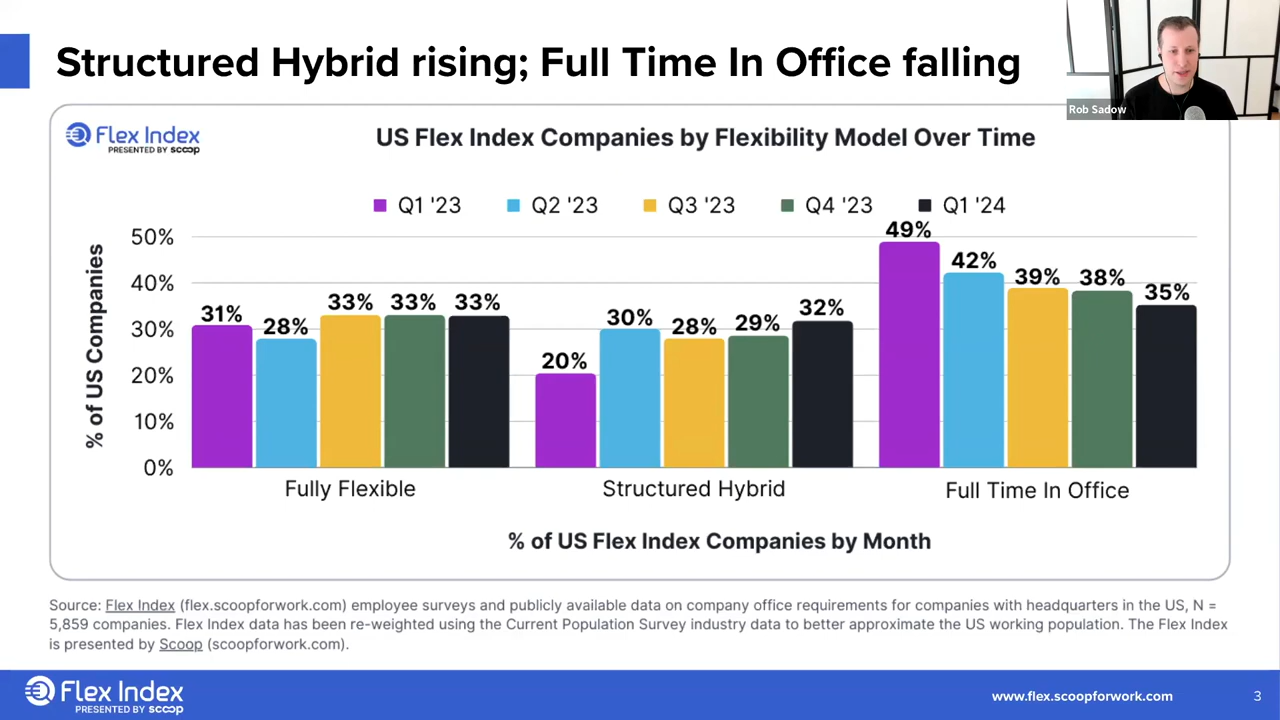 Structured Hybrid rising; Full Time In Office falling
Rob Sadow
Flex Index
PRESENTED BY scoop
US Flex Index Companies by Flexibility Model Over Time
Q1 '23 Q2 '23 Q3 '23 Q4 '23 Q1 '24
% of US Companies
50%
40%
30%
20%
10%
0%
31% 28% 33% 33% 33%
20% 30% 28% 29% 32%
49% 42% 39% 38% 35%
Fully Flexible Structured Hybrid Full Time In Office
% of US Flex Index Companies by Month
Source: Flex Index (flex.scoopforwork.com) employee surveys and publicly available data on company office requirements for companies with headquarters in the US, N =
5,859 companies. Flex Index data has been re-weighted using the Current Population Survey industry data to better approximate the US working population. The Flex Index
is presented by Scoop (scoopforwork.com).
Flex Index
PRESENTED BY scoop
www.flex.scoopforwork.com 3